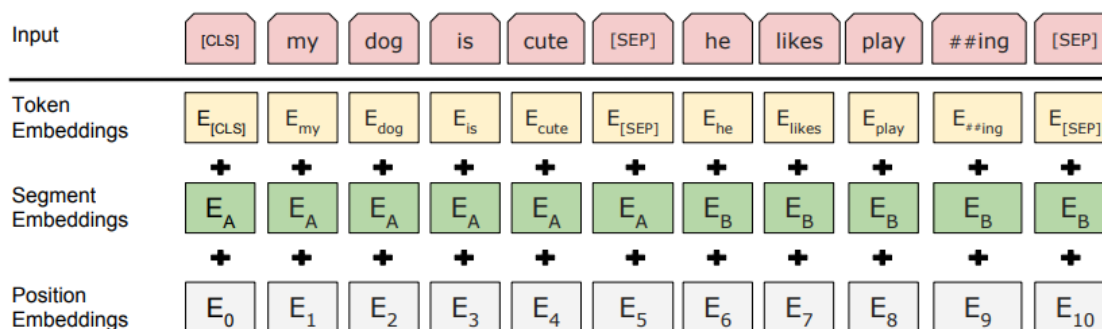 Input [CLS] my dog is cute [SEP] he likes play ##ing [SEP]
Token Embeddings E[CLS] Emy Edog Eis Ecute E[SEP] Ehe Elikes Eplay E##ing E[SEP]
+ + + + + + + + + + +
Segment Embeddings EA EA EA EA EA EA EB EB EB EB EB
+ + + + + + + + + + +
Position Embeddings E0 E1 E2 E3 E4 E5 E6 E7 E8 E9 E10